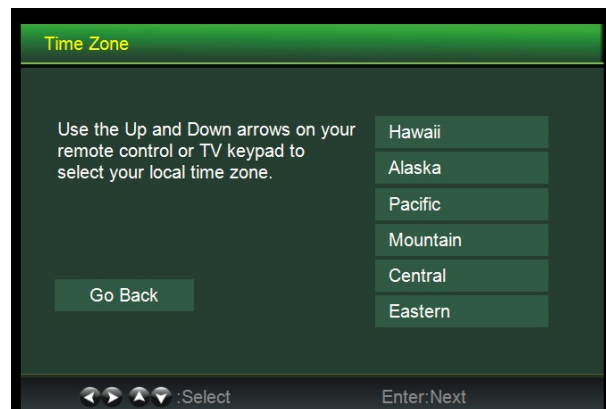 Time Zone
Use the Up and Down arrows on your
remote control or TV keypad to
select your local time zone.
Go Back
Hawaii
Alaska
Pacific
Mountain
Central
Eastern
:Select
Enter:Next